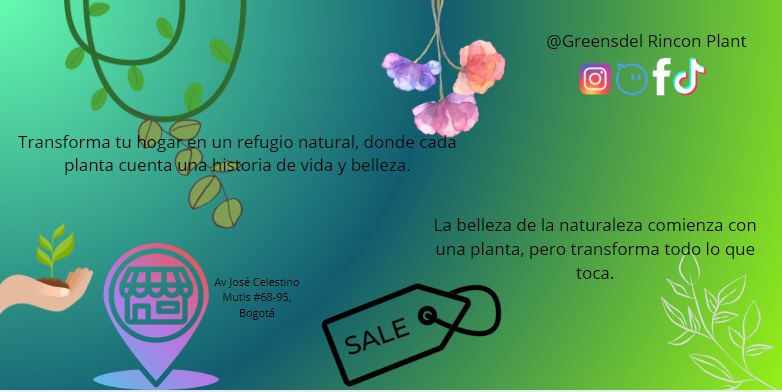 @Greensdel Rincon Plant
Transforma tu hogar en un refugio natural, donde cada
planta cuenta una historia de vida y belleza.
La belleza de la naturaleza comienza con
una planta, pero transforma todo lo que
toca.
Av José Celestino
Mutis #68-95,
Bogotá
SALE